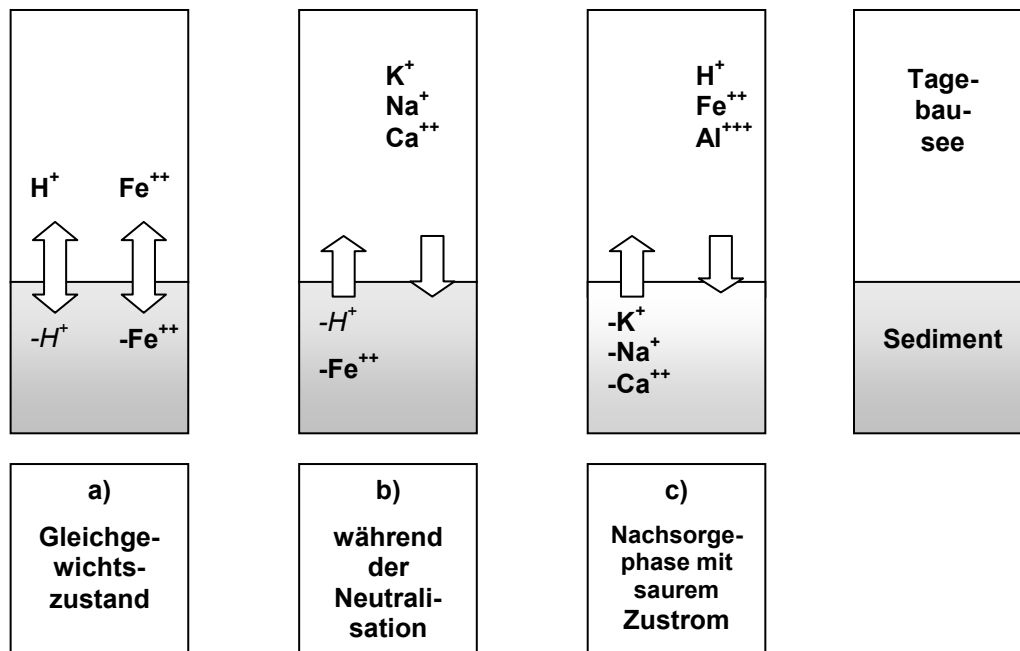 H⁺ Fe⁺⁺
-H⁺ -Fe⁺⁺
a)
Gleichge-
wichts-
zustand
K⁺
Na⁺
Ca⁺⁺
-H⁺
-Fe⁺⁺
b)
während
der
Neutrali-
sation
H⁺
Fe⁺⁺
Al⁺⁺⁺
-K⁺
-Na⁺
-Ca⁺⁺
c)
Nachsorge-
phase mit
saurem
Zustrom
Tage-
bau-
see
Sediment